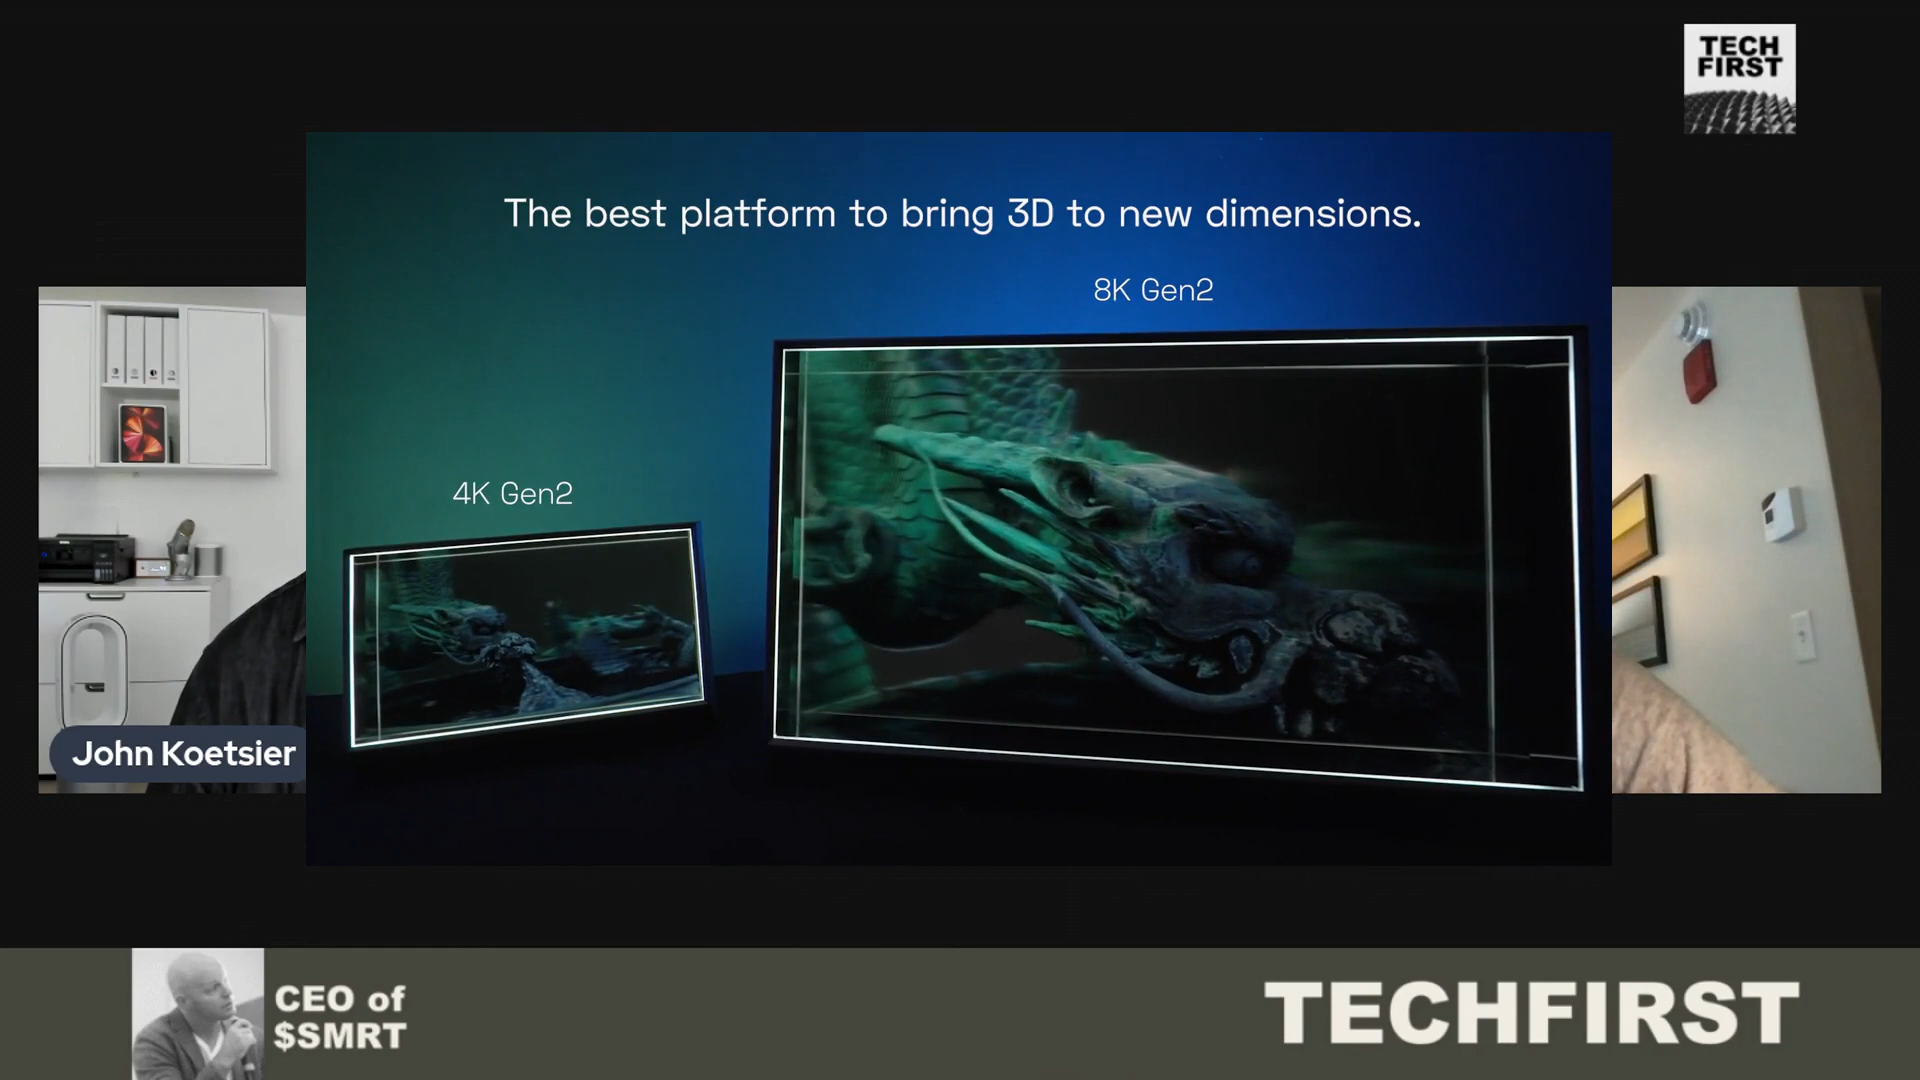 TECH
FIRST
The best platform to bring 3D to new dimensions.
8K Gen2
4K Gen2
John Koetsier
CEO of
$SMRT
TECHFIRST